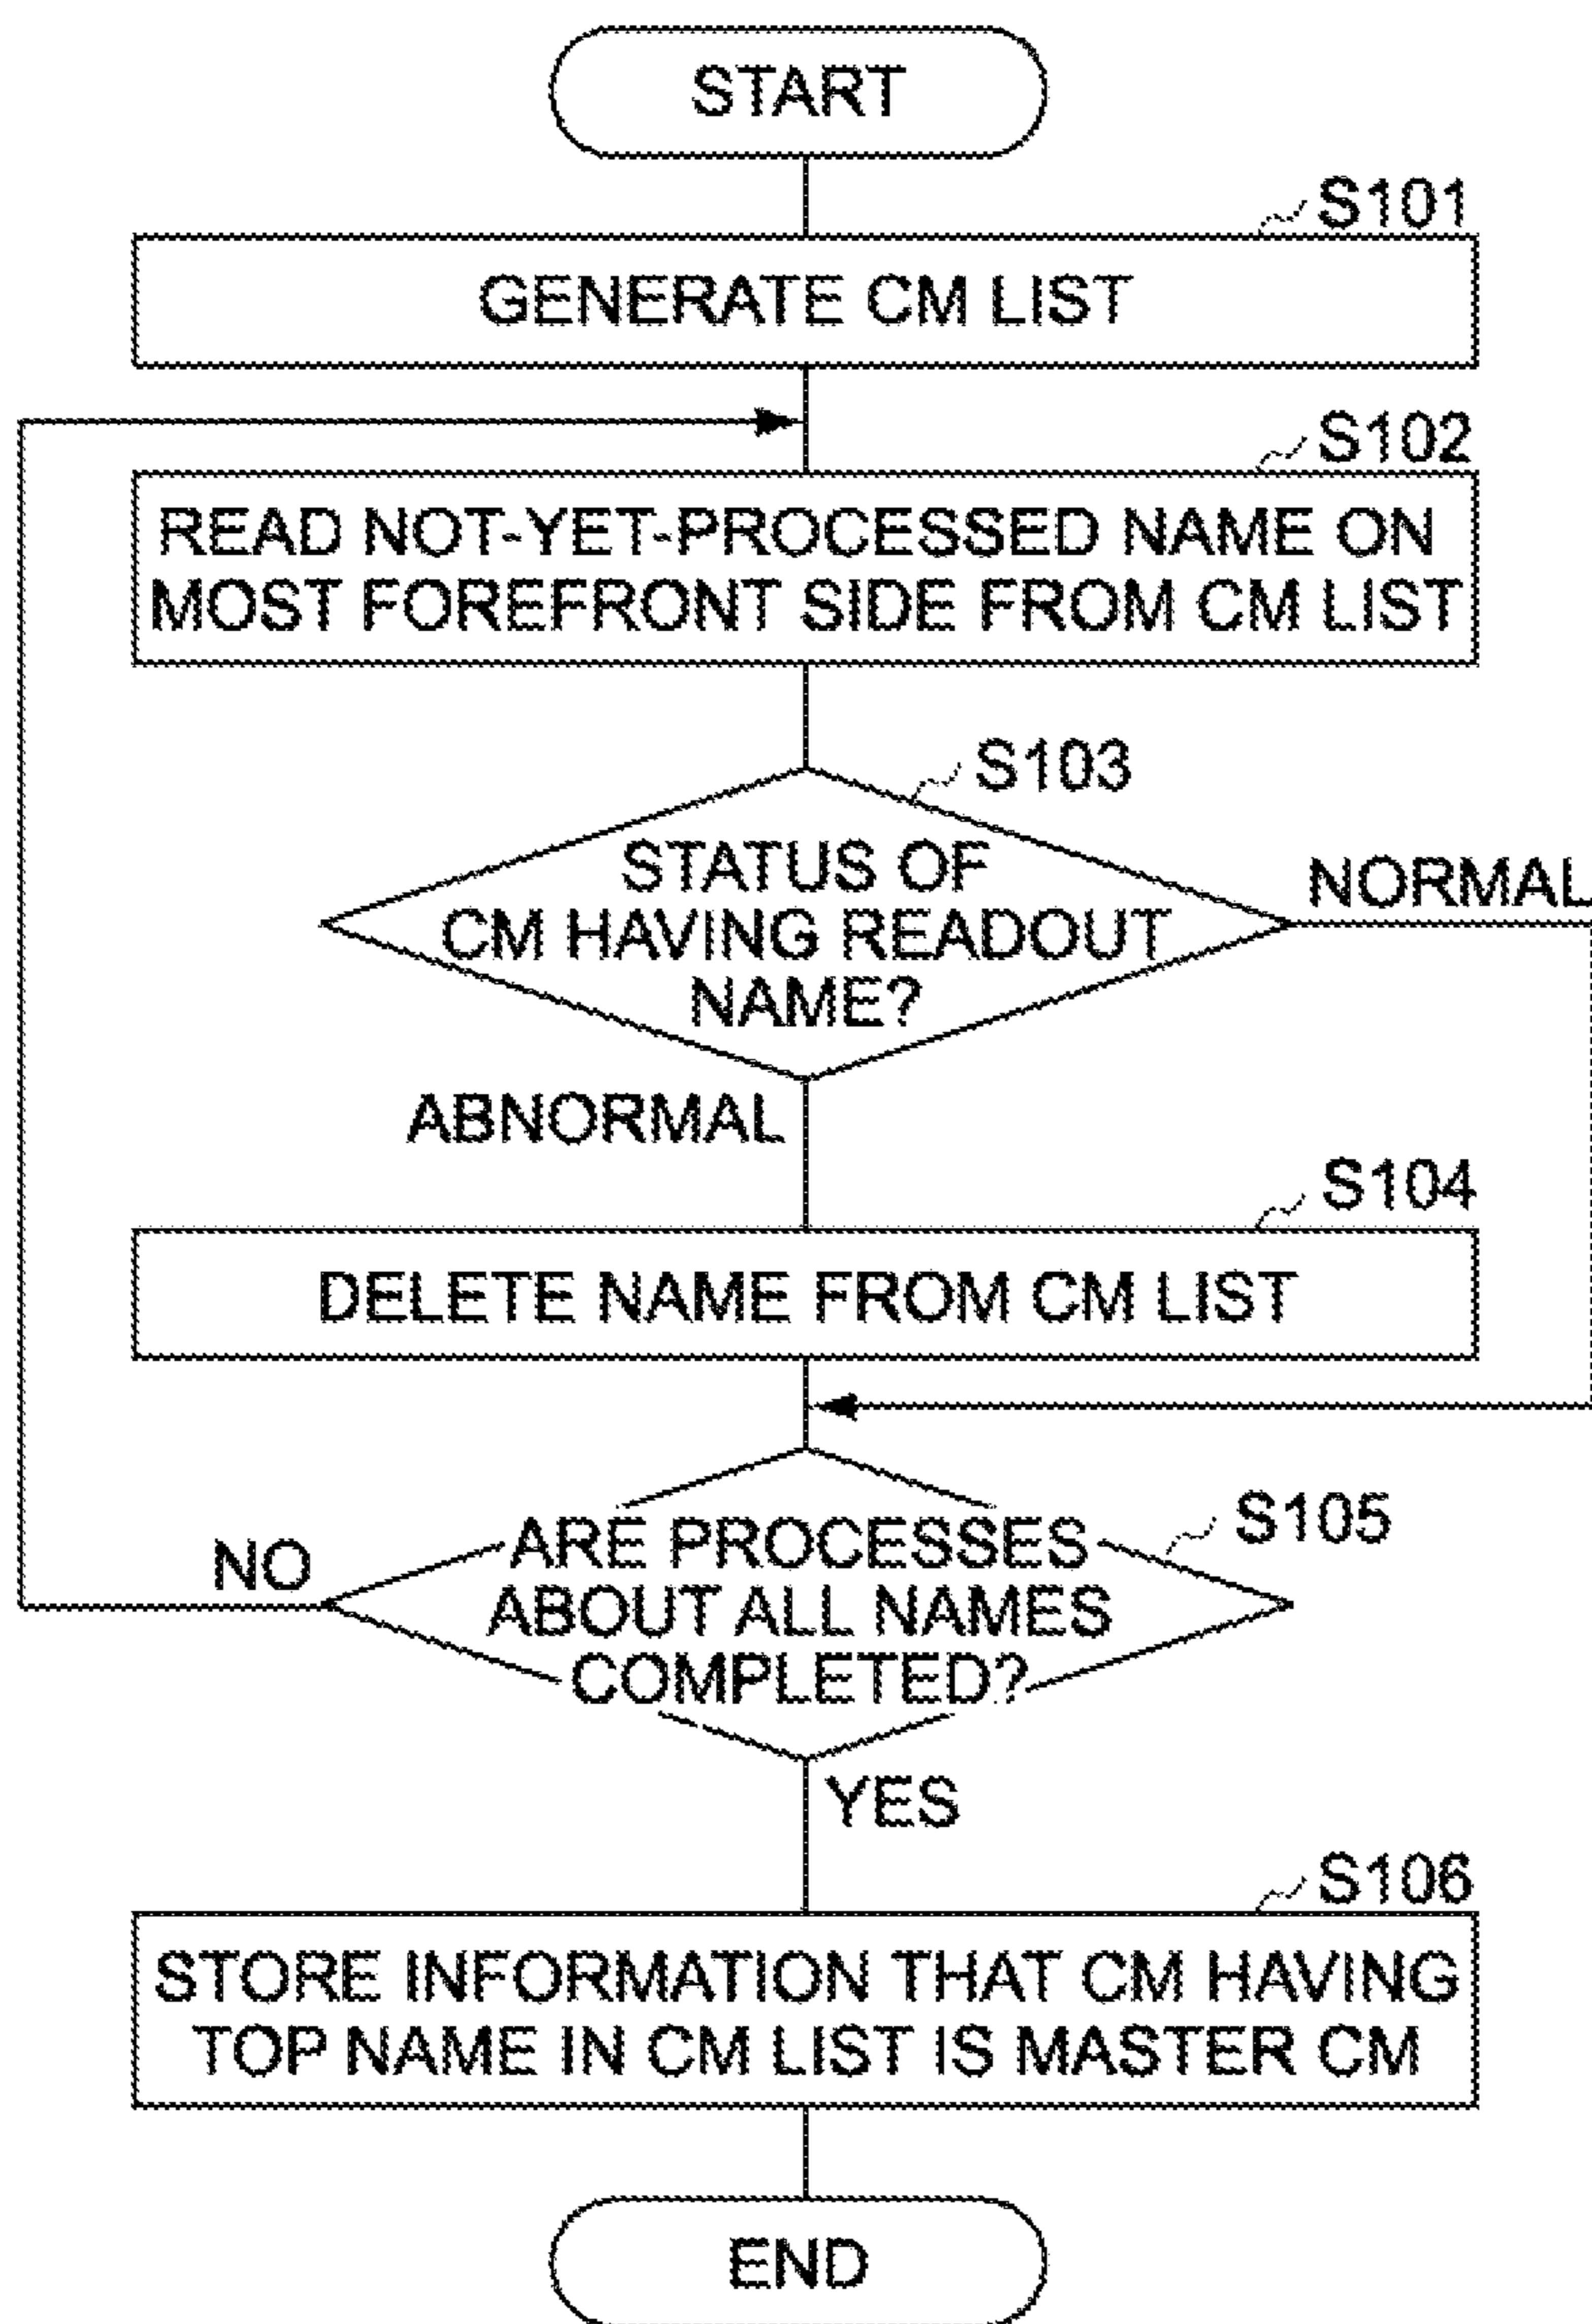 START
S101
GENERATE CM LIST
S102
READ NOT-YET-PROCESSED NAME ON
MOST FOREFRONT SIDE FROM CM LIST
S103
STATUS OF
CM HAVING READOUT
NAME?
NORMAL
ABNORMAL
S104
DELETE NAME FROM CM LIST
S105
ARE PROCESSES
ABOUT ALL NAMES
COMPLETED?
NO
YES
S106
STORE INFORMATION THAT CM HAVING
TOP NAME IN CM LIST IS MASTER CM
END